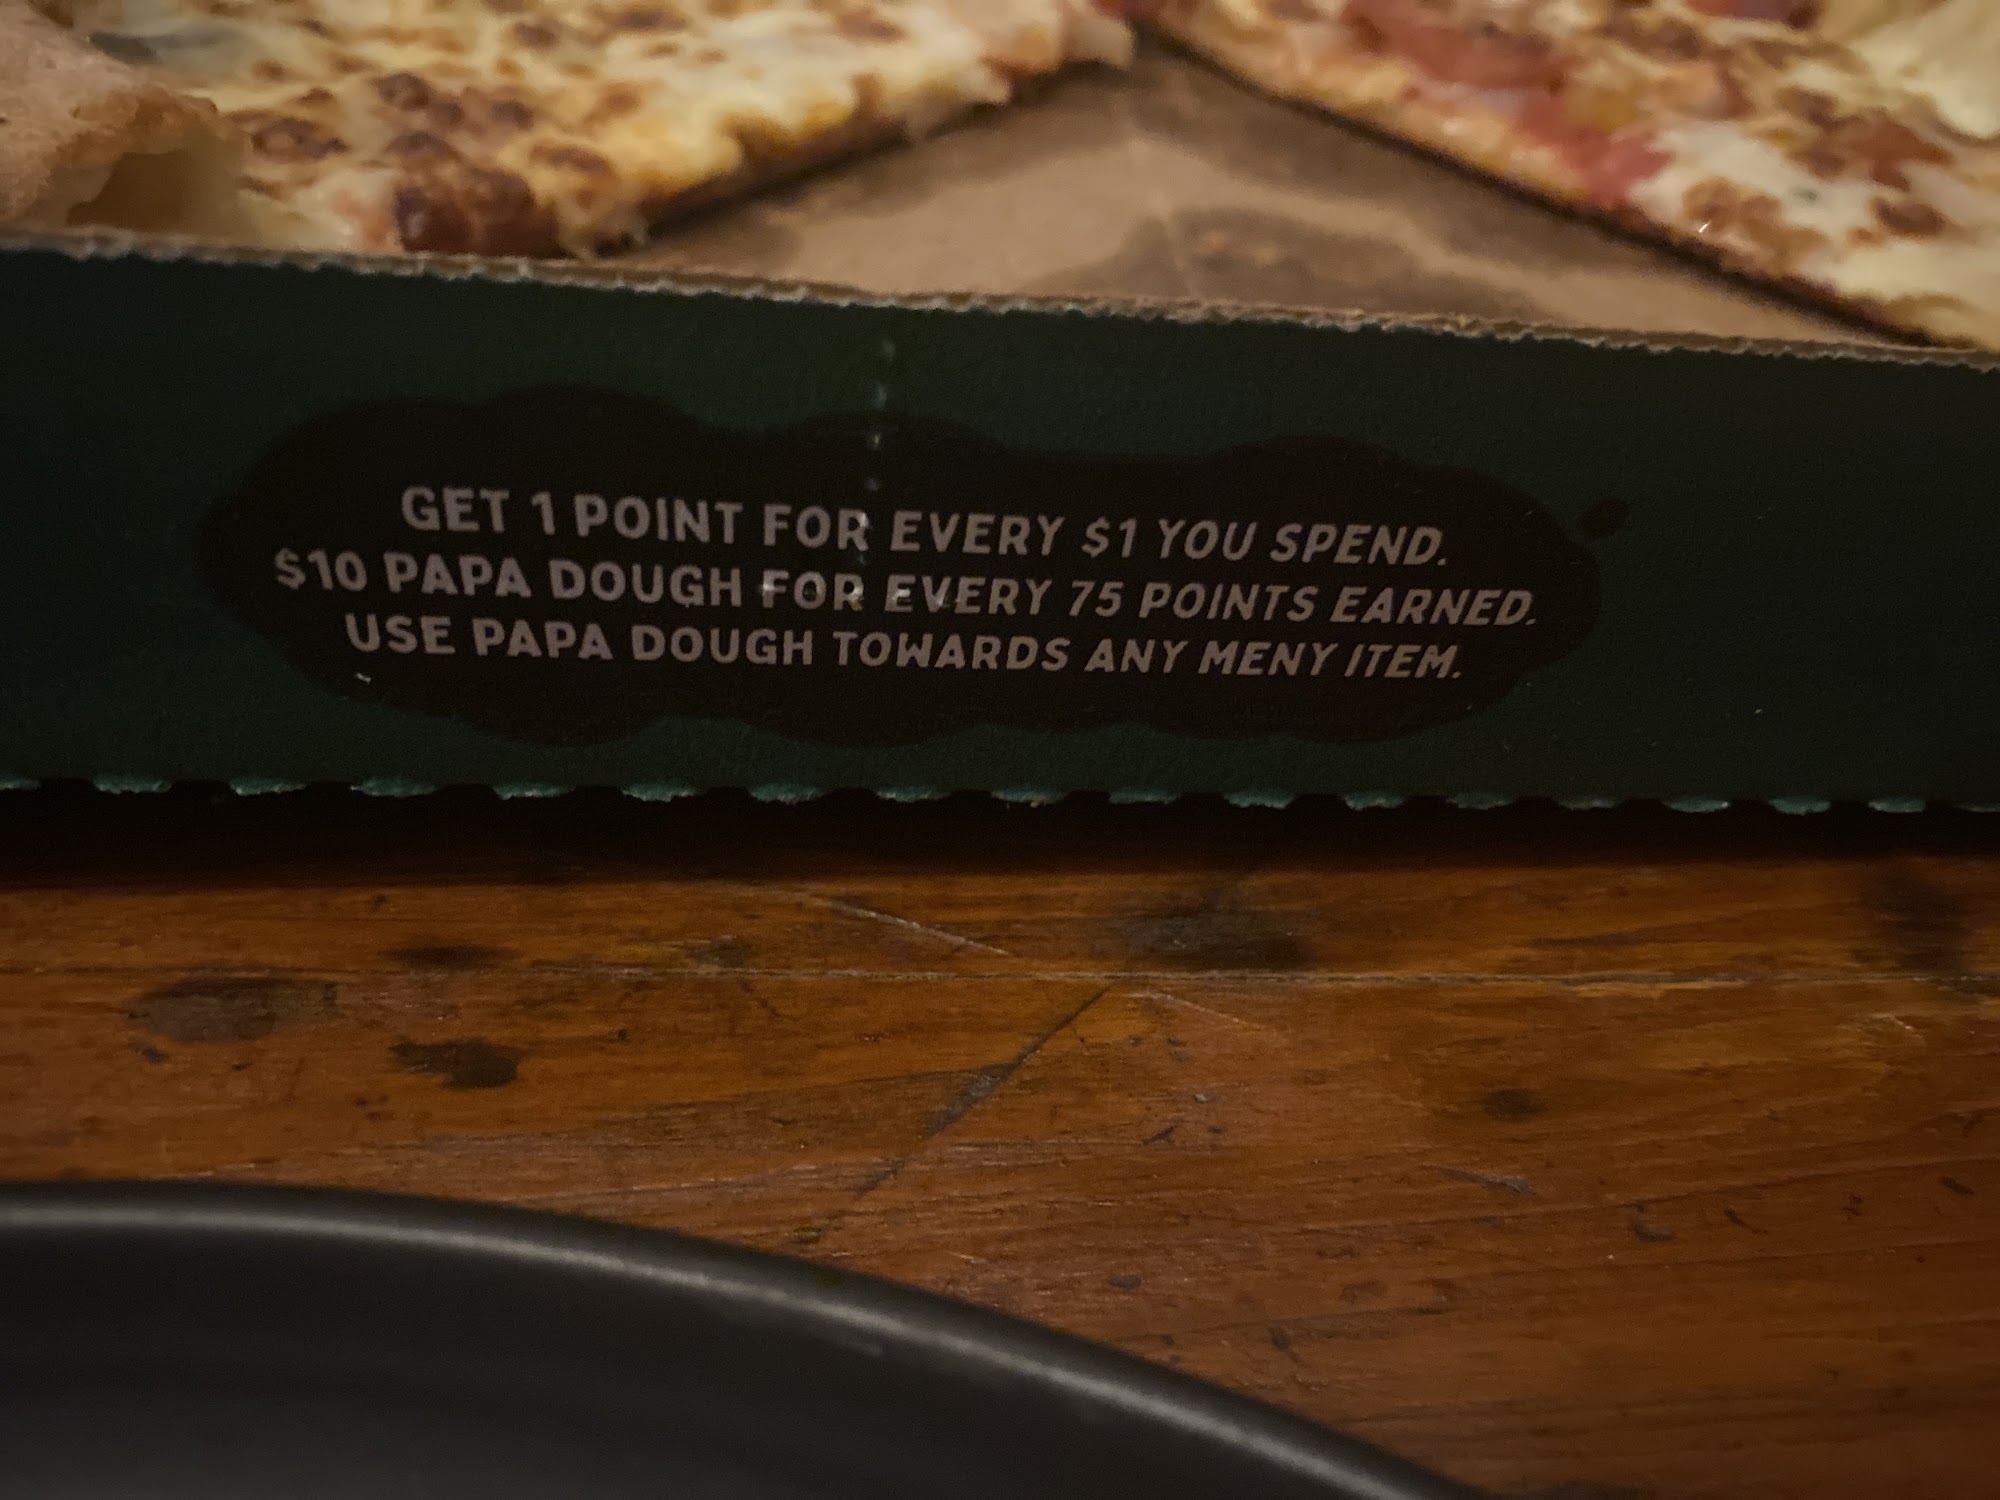 GET 1 POINT FOR EVERY $1 YOU SPEND.
$10 PAPA DOUGH FOR EVERY 75 POINTS EARNED.
USE PAPA DOUGH TOWARDS ANY MENY ITEM.